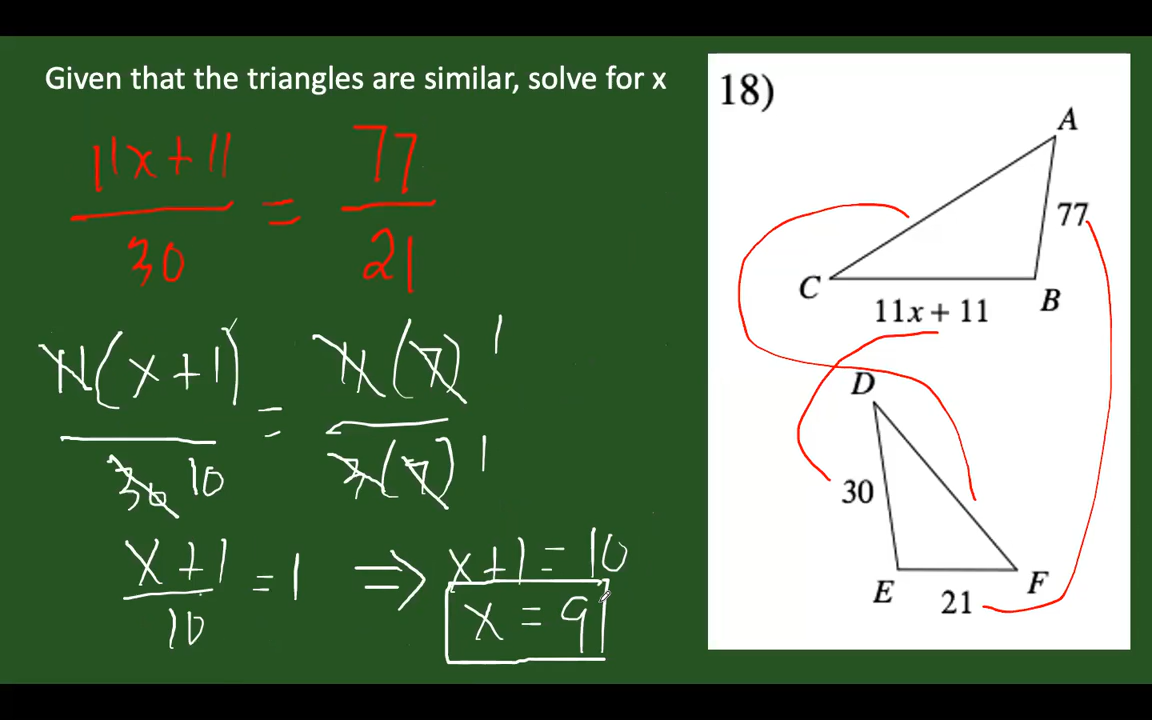 Given that the triangles are similar, solve for x
11x + 11 / 30 = 77 / 21
11(x + 1) / 30 10 = 11(7) 1 / 3(7) 1
x + 1 / 10 = 1 ⇒ x + 1 = 10
x = 9
18)
A
77
C
B
11x + 11
D
30
E
F
21